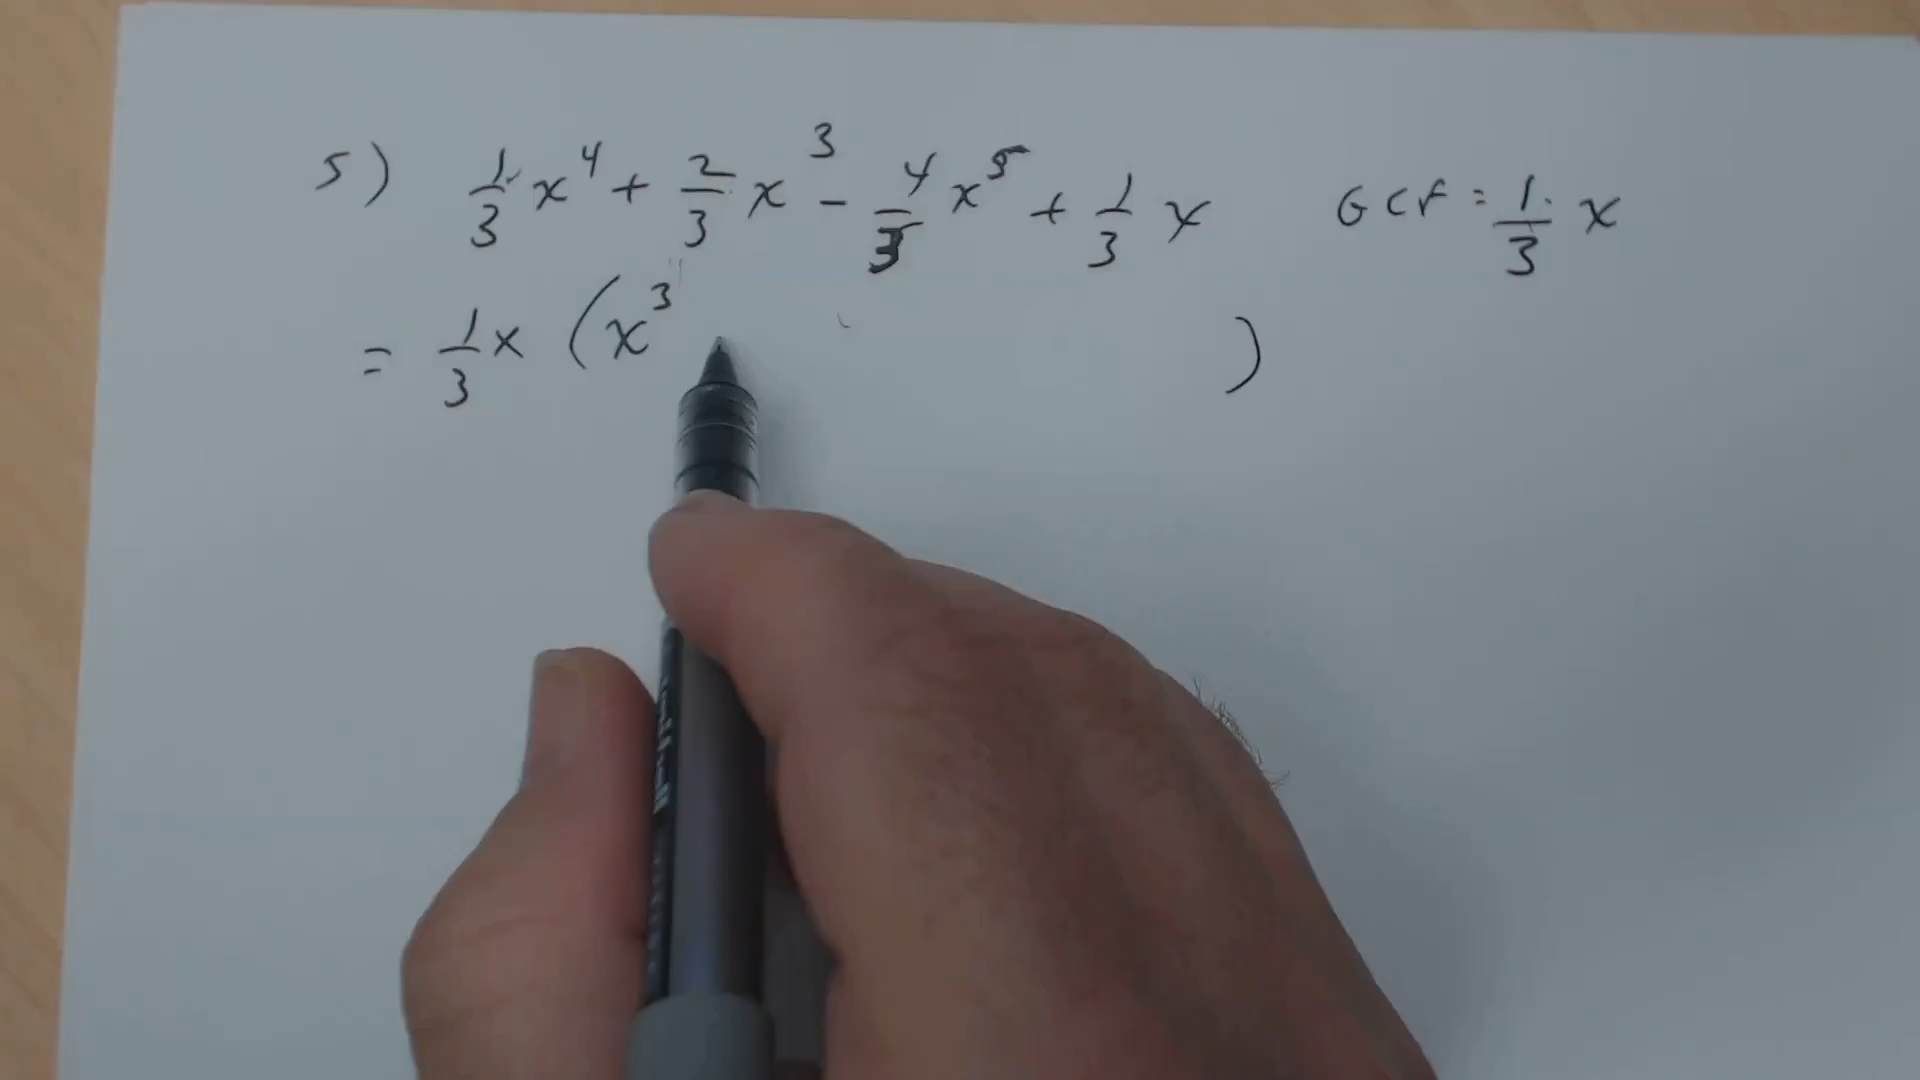 5) 1/3 x^4 + 2/3 x^3 - 4/3 x^5 + 1/3 x GCF = 1/3 x
= 1/3 x (x^3 )